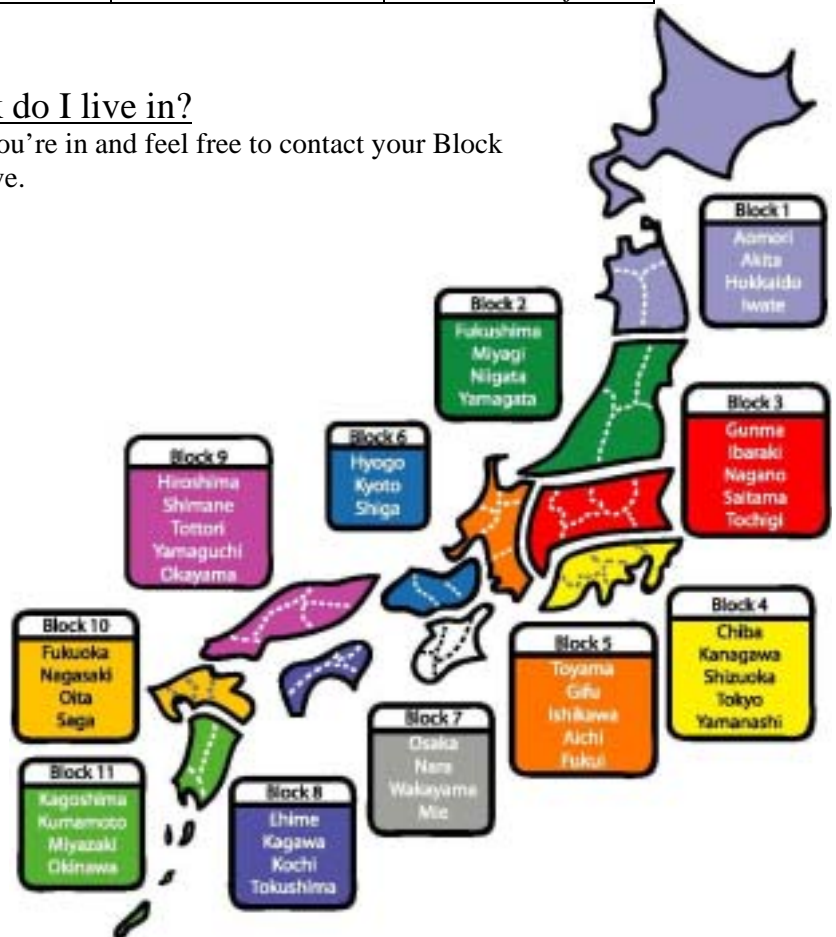 do I live in?
ou’re in and feel free to contact your Block
ve.
Block 1
Aomori
Akita
Hokkaido
Iwate
Block 2
Fukushima
Miyagi
Niigata
Yamagata
Block 3
Gunma
Ibaraki
Nagano
Saitama
Tochigi
Block 6
Hyogo
Kyoto
Shiga
Block 9
Hiroshima
Shimane
Tottori
Yamaguchi
Okayama
Block 4
Chiba
Kanagawa
Shizuoka
Tokyo
Yamanashi
Block 10
Fukuoka
Nagasaki
Oita
Saga
Block 5
Toyama
Gifu
Ishikawa
Aichi
Fukui
Block 7
Osaka
Nara
Wakayama
Mie
Block 11
Kagoshima
Kumamoto
Miyazaki
Okinawa
Block 8
Ehime
Kagawa
Kochi
Tokushima